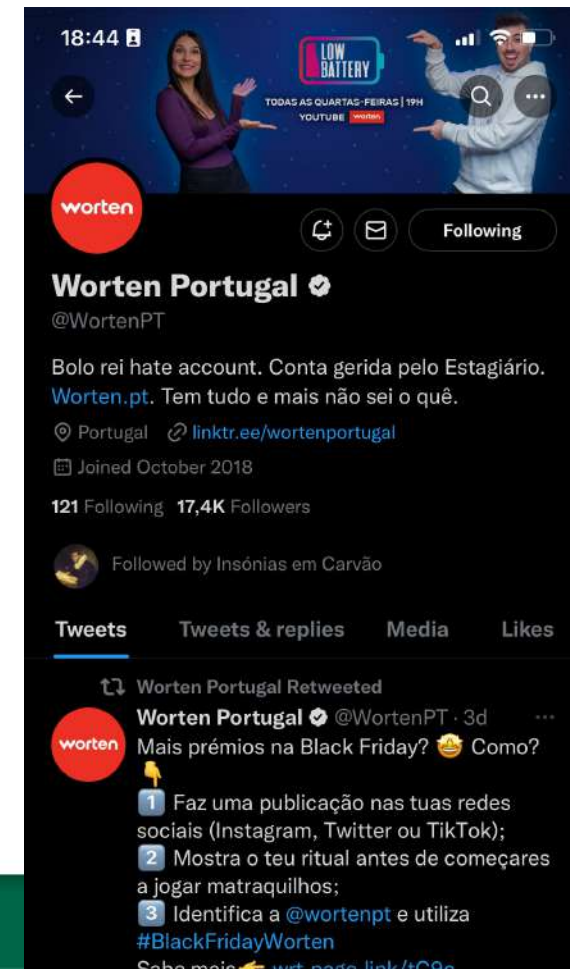 18:44
LOW
BATTERY
TODAS AS QUARTAS-FEIRAS | 19H
YOUTUBE worten
worten
Following
Worten Portugal
@WortenPT
Bolo rei hate account. Conta gerida pelo Estagiário.
Worten.pt. Tem tudo e mais não sei o quê.
Portugal linktr.ee/wortenportugal
Joined October 2018
121 Following 17,4K Followers
Followed by Insónias em Carvão
Tweets Tweets & replies Media Likes
Worten Portugal Retweeted
worten
Worten Portugal @WortenPT · 3d
Mais prémios na Black Friday? 🤩 Como?
👇
1️⃣ Faz uma publicação nas tuas redes
sociais (Instagram, Twitter ou TikTok);
2️⃣ Mostra o teu ritual antes de começares
a jogar matraquilhos;
3️⃣ Identifica a @wortenpt e utiliza
#BlackFridayWorten
Sabe mais👉